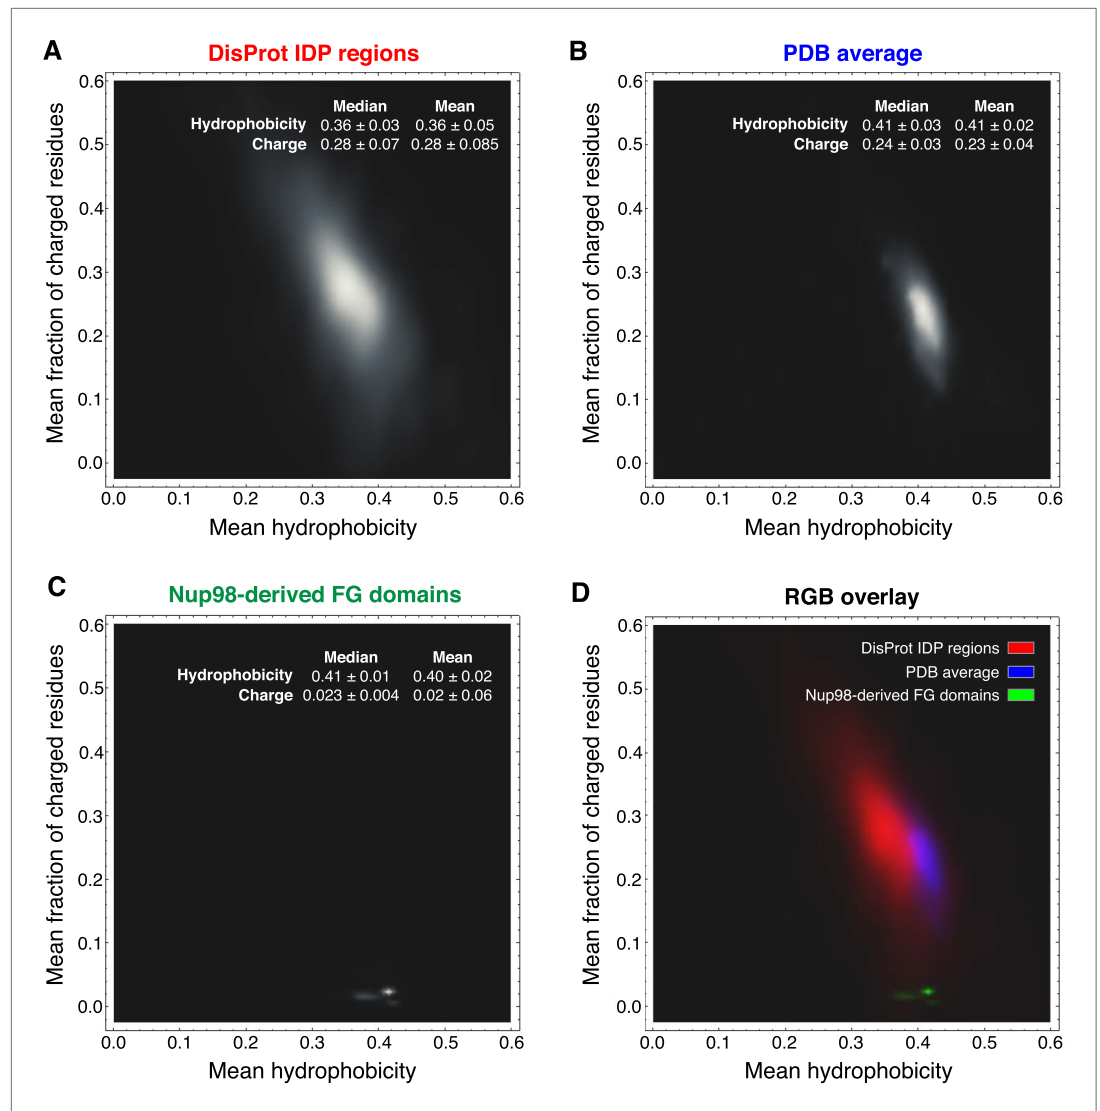 A
DisProt IDP regions
Median Mean
Hydrophobicity 0.36 ± 0.03 0.36 ± 0.05
Charge 0.28 ± 0.07 0.28 ± 0.085
Mean fraction of charged residues
0.6
0.5
0.4
0.3
0.2
0.1
0.0
0.0 0.1 0.2 0.3 0.4 0.5 0.6
Mean hydrophobicity
B
PDB average
Median Mean
Hydrophobicity 0.41 ± 0.03 0.41 ± 0.02
Charge 0.24 ± 0.03 0.23 ± 0.04
Mean fraction of charged residues
0.6
0.5
0.4
0.3
0.2
0.1
0.0
0.0 0.1 0.2 0.3 0.4 0.5 0.6
Mean hydrophobicity
C
Nup98-derived FG domains
Median Mean
Hydrophobicity 0.41 ± 0.01 0.40 ± 0.02
Charge 0.023 ± 0.004 0.02 ± 0.06
Mean fraction of charged residues
0.6
0.5
0.4
0.3
0.2
0.1
0.0
0.0 0.1 0.2 0.3 0.4 0.5 0.6
Mean hydrophobicity
D
RGB overlay
DisProt IDP regions
PDB average
Nup98-derived FG domains
Mean fraction of charged residues
0.6
0.5
0.4
0.3
0.2
0.1
0.0
0.0 0.1 0.2 0.3 0.4 0.5 0.6
Mean hydrophobicity